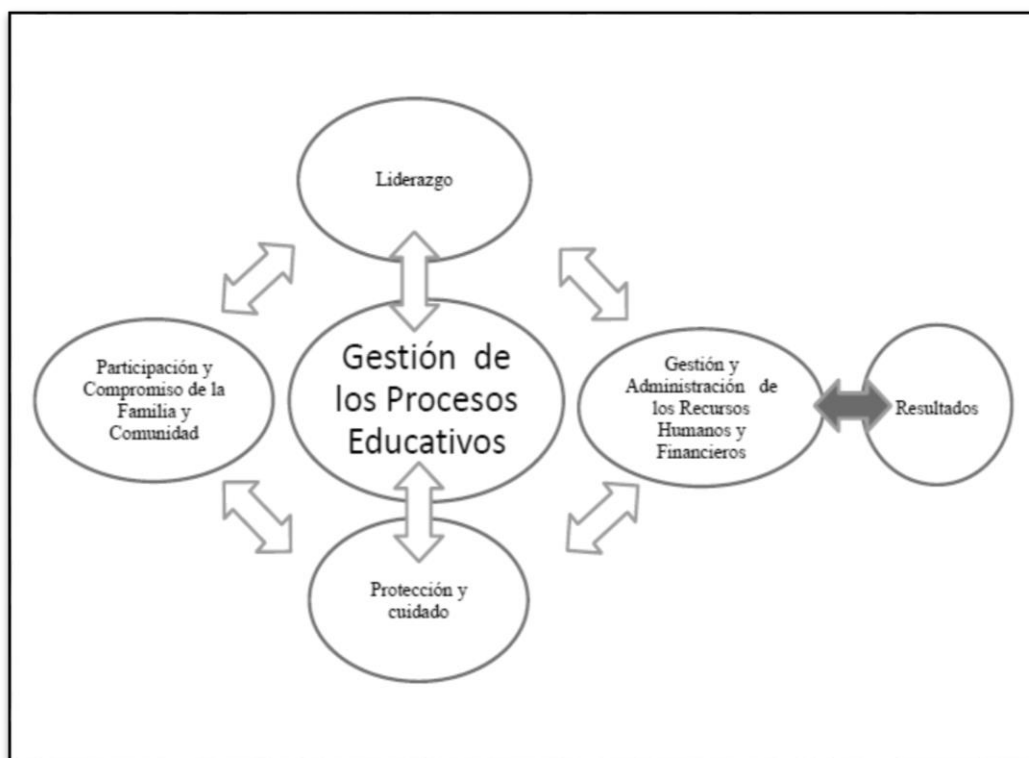 Liderazgo
Participación y
Compromiso de la
Familia y
Comunidad
Gestión de
los Procesos
Educativos
Gestión y
Administración de
los Recursos
Humanos y
Financieros
Resultados
Protección y
cuidado